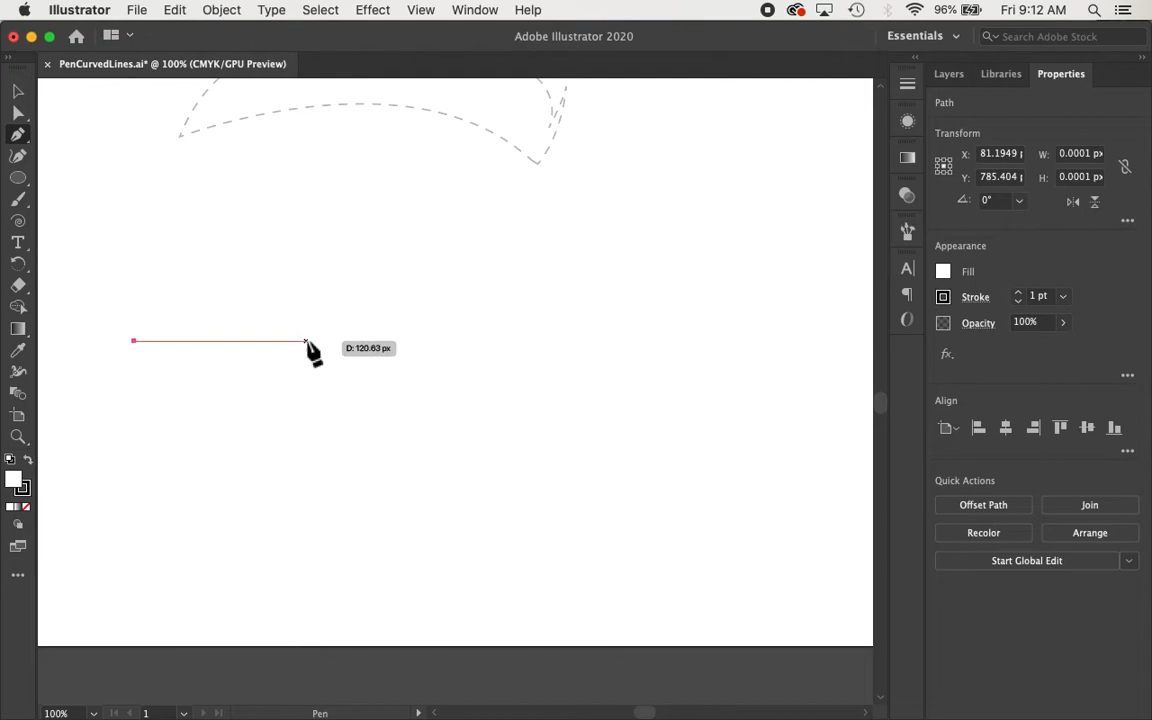 Illustrator File Edit Object Type Select Effect View Window Help 96% Fri 9:12 AM
Adobe Illustrator 2020 Essentials Search Adobe Stock
× PenCurvedLines.ai* @ 100% (CMYK/GPU Preview)
Layers Libraries Properties
Path
Transform
X: 81.1949 W: 0.0001 px
Y: 785.404 H: 0.0001 px
0°
Appearance
Fill
Stroke 1 pt
Opacity 100%
fx.
Align
Quick Actions
Offset Path Join
Recolor Arrange
Start Global Edit
D: 120.63 px
100% 1 Pen